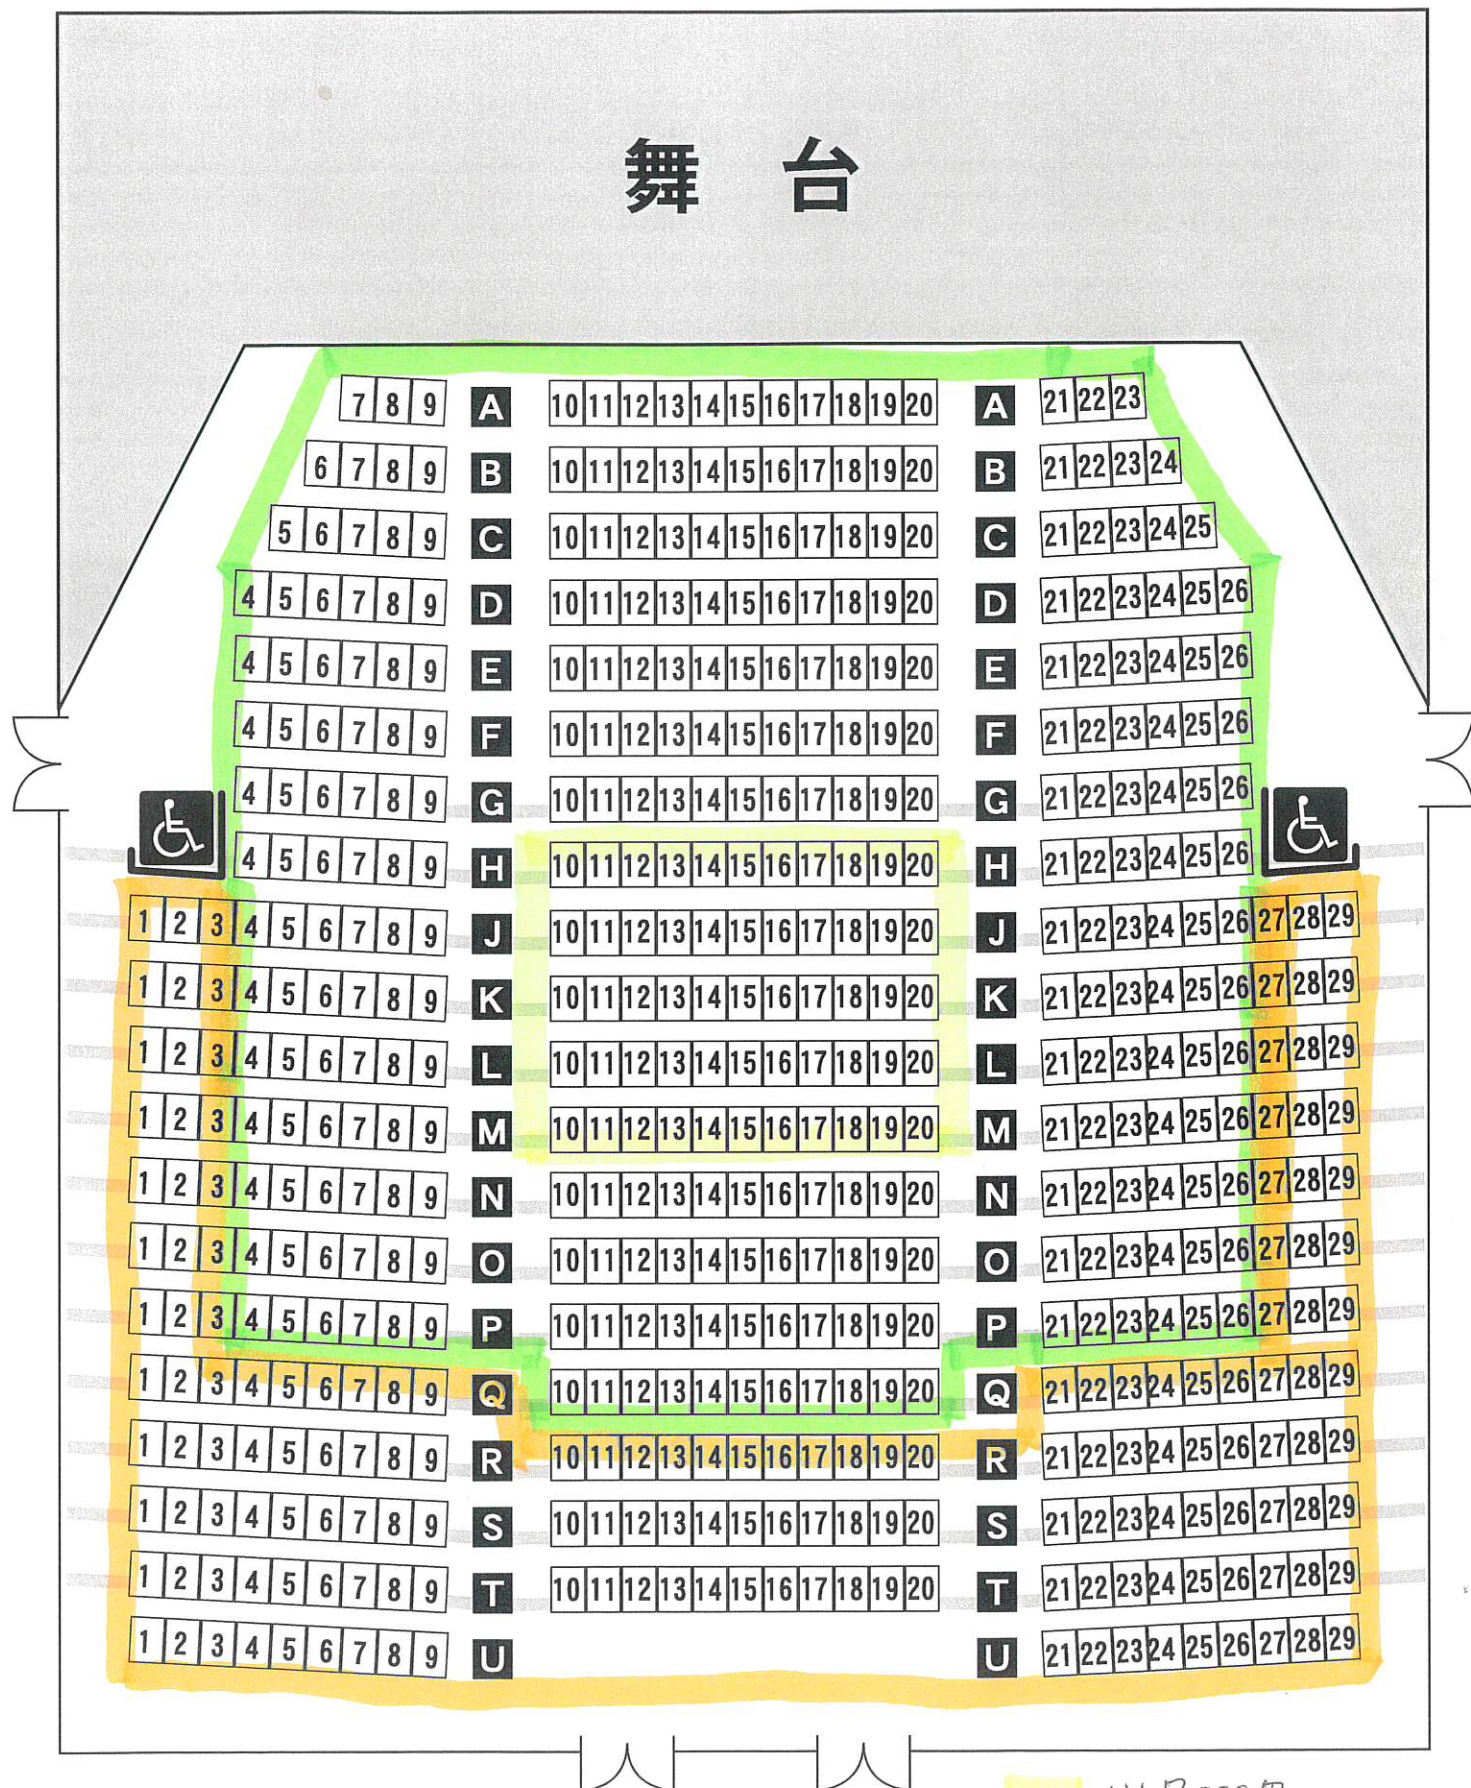 舞 台
7 8 9 A 10 11 12 13 14 15 16 17 18 19 20 A 21 22 23
6 7 8 9 B 10 11 12 13 14 15 16 17 18 19 20 B 21 22 23 24
5 6 7 8 9 C 10 11 12 13 14 15 16 17 18 19 20 C 21 22 23 24 25
4 5 6 7 8 9 D 10 11 12 13 14 15 16 17 18 19 20 D 21 22 23 24 25 26
4 5 6 7 8 9 E 10 11 12 13 14 15 16 17 18 19 20 E 21 22 23 24 25 26
4 5 6 7 8 9 F 10 11 12 13 14 15 16 17 18 19 20 F 21 22 23 24 25 26
4 5 6 7 8 9 G 10 11 12 13 14 15 16 17 18 19 20 G 21 22 23 24 25 26
4 5 6 7 8 9 H 10 11 12 13 14 15 16 17 18 19 20 H 21 22 23 24 25 26
1 2 3 4 5 6 7 8 9 J 10 11 12 13 14 15 16 17 18 19 20 J 21 22 23 24 25 26 27 28 29
1 2 3 4 5 6 7 8 9 K 10 11 12 13 14 15 16 17 18 19 20 K 21 22 23 24 25 26 27 28 29
1 2 3 4 5 6 7 8 9 L 10 11 12 13 14 15 16 17 18 19 20 L 21 22 23 24 25 26 27 28 29
1 2 3 4 5 6 7 8 9 M 10 11 12 13 14 15 16 17 18 19 20 M 21 22 23 24 25 26 27 28 29
1 2 3 4 5 6 7 8 9 N 10 11 12 13 14 15 16 17 18 19 20 N 21 22 23 24 25 26 27 28 29
1 2 3 4 5 6 7 8 9 O 10 11 12 13 14 15 16 17 18 19 20 O 21 22 23 24 25 26 27 28 29
1 2 3 4 5 6 7 8 9 P 10 11 12 13 14 15 16 17 18 19 20 P 21 22 23 24 25 26 27 28 29
1 2 3 4 5 6 7 8 9 Q 10 11 12 13 14 15 16 17 18 19 20 Q 21 22 23 24 25 26 27 28 29
1 2 3 4 5 6 7 8 9 R 10 11 12 13 14 15 16 17 18 19 20 R 21 22 23 24 25 26 27 28 29
1 2 3 4 5 6 7 8 9 S 10 11 12 13 14 15 16 17 18 19 20 S 21 22 23 24 25 26 27 28 29
1 2 3 4 5 6 7 8 9 T 10 11 12 13 14 15 16 17 18 19 20 T 21 22 23 24 25 26 27 28 29
1 2 3 4 5 6 7 8 9 U U 21 22 23 24 25 26 27 28 29